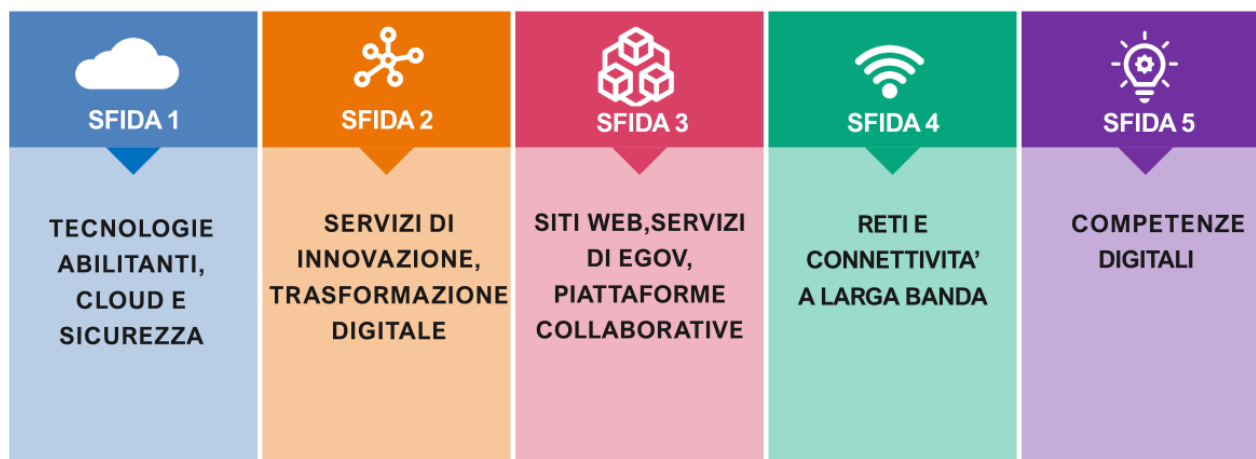 SFIDA 1
TECNOLOGIE
ABILITANTI,
CLOUD E
SICUREZZA
SFIDA 2
SERVIZI DI
INNOVAZIONE,
TRASFORMAZIONE
DIGITALE
SFIDA 3
SITI WEB,SERVIZI
DI EGOV,
PIATTAFORME
COLLABORATIVE
SFIDA 4
RETI E
CONNETTIVITA’
A LARGA BANDA
SFIDA 5
COMPETENZE
DIGITALI